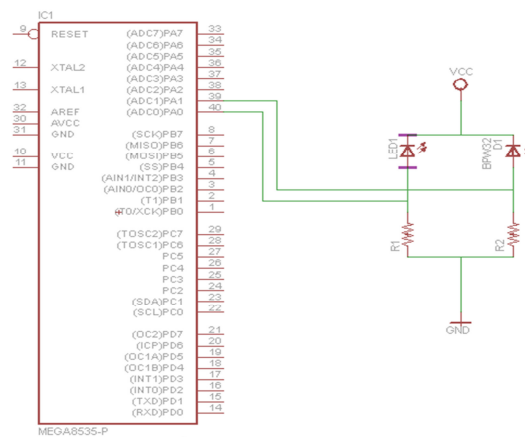 IC1
9 RESET
12 XTAL2
13 XTAL1
32 AREF
30 AVCC
31 GND
10 VCC
11 GND
(ADC7)PA7 33
(ADC6)PA6 34
(ADC5)PA5 35
(ADC4)PA4 36
(ADC3)PA3 37
(ADC2)PA2 38
(ADC1)PA1 39
(ADC0)PA0 40
(SCK)PB7 8
(MISO)PB6 7
(MOSI)PB5 6
(SS)PB4 5
(AIN1/INT2)PB3 4
(AIN0/OC0)PB2 3
(T1)PB1 2
(T0/XCK)PB0 1
(TOSC2)PC7 29
(TOSC1)PC6 28
PC5 27
PC4 26
PC3 25
PC2 24
(SDA)PC1 23
(SCL)PC0 22
(OC2)PD7 21
(ICP)PD6 20
(OC1A)PD5 19
(OC1B)PD4 18
(INT1)PD3 17
(INT0)PD2 16
(TXD)PD1 15
(RXD)PD0 14
MEGA8535-P
VCC
LED1
BPW32
D1
R1
R2
GND